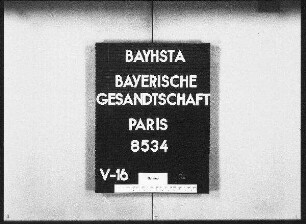 BAYHSTA
BAYERISCHE
GESANDTSCHAFT
PARIS
8534
V-16